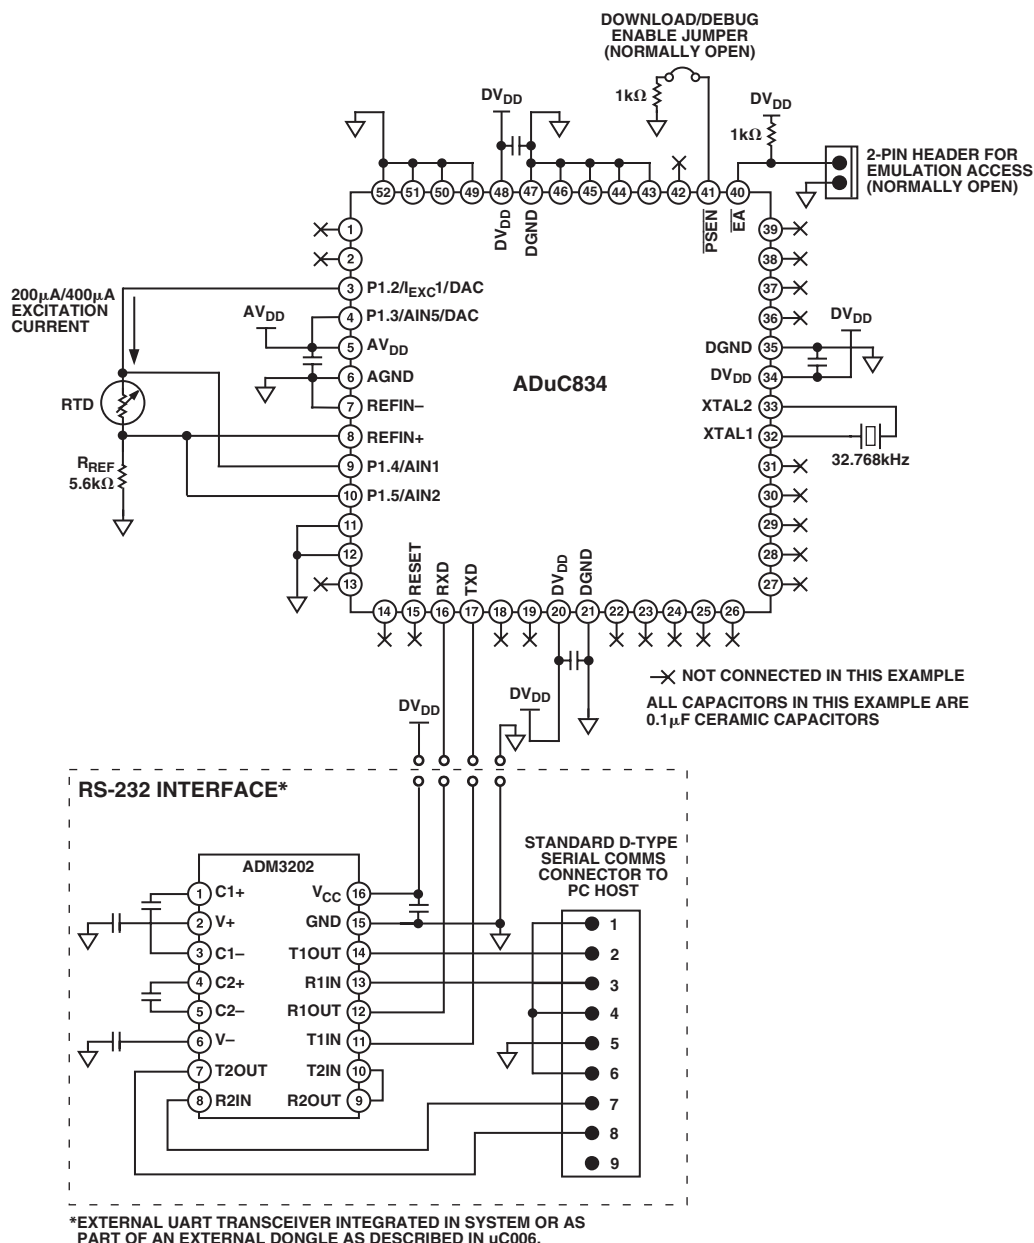 DOWNLOAD/DEBUG
ENABLE JUMPER
(NORMALLY OPEN)
1kΩ
DVDD
DVDD
1kΩ
2-PIN HEADER FOR
EMULATION ACCESS
(NORMALLY OPEN)
52 51 50 49 48 47 46 45 44 43 42 41 40
DVDD
DGND
PSEN
EA
1
2
3 P1.2/IEXC1/DAC
4 P1.3/AIN5/DAC
5 AVDD
6 AGND
7 REFIN–
8 REFIN+
9 P1.4/AIN1
10 P1.5/AIN2
11
12
13
200µA/400µA
EXCITATION
CURRENT
AVDD
RTD
RREF
5.6kΩ
ADuC834
39
38
37
36
DGND 35
DVDD 34
XTAL2 33
XTAL1 32
31
30
29
28
27
DVDD
32.768kHz
RESET
RXD
TXD
DVDD
DGND
14 15 16 17 18 19 20 21 22 23 24 25 26
NOT CONNECTED IN THIS EXAMPLE
ALL CAPACITORS IN THIS EXAMPLE ARE
0.1µF CERAMIC CAPACITORS
DVDD
DVDD
RS-232 INTERFACE*
ADM3202
1 C1+
2 V+
3 C1–
4 C2+
5 C2–
6 V–
7 T2OUT
8 R2IN
VCC 16
GND 15
T1OUT 14
R1IN 13
R1OUT 12
T1IN 11
T2IN 10
R2OUT 9
STANDARD D-TYPE
SERIAL COMMS
CONNECTOR TO
PC HOST
1
2
3
4
5
6
7
8
9
*EXTERNAL UART TRANSCEIVER INTEGRATED IN SYSTEM OR AS
PART OF AN EXTERNAL DONGLE AS DESCRIBED IN uC006.